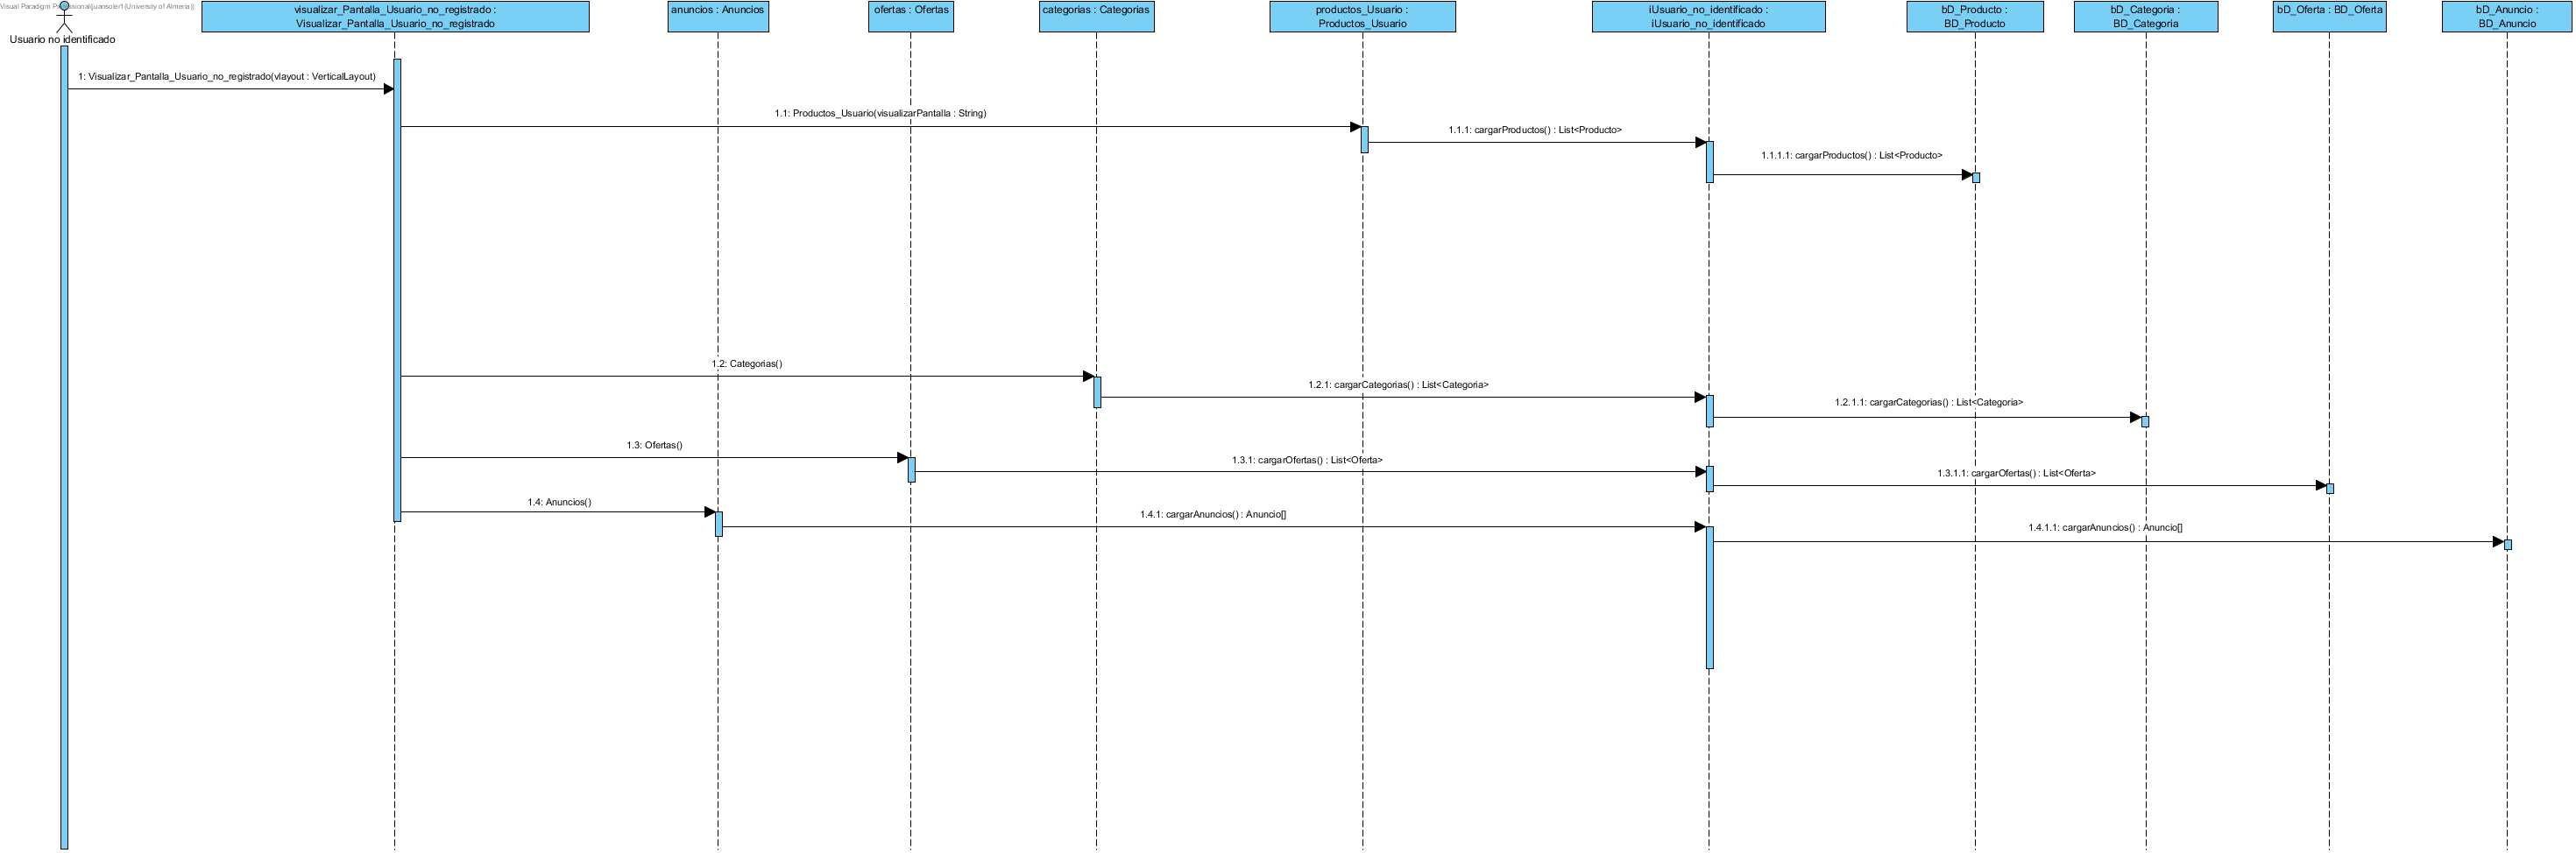 Visual Paradigm Professional(juansoler1(University of Almeria))
Usuario no identificado
visualizar_Pantalla_Usuario_no_registrado :
Visualizar_Pantalla_Usuario_no_registrado
anuncios : Anuncios
ofertas : Ofertas
categorias : Categorias
productos_Usuario :
Productos_Usuario
iUsuario_no_identificado :
iUsuario_no_identificado
bD_Producto :
BD_Producto
bD_Categoria :
BD_Categoria
bD_Oferta : BD_Oferta
bD_Anuncio :
BD_Anuncio
1: Visualizar_Pantalla_Usuario_no_registrado(vlayout : VerticalLayout)
1.1: Productos_Usuario(visualizarPantalla : String)
1.1.1: cargarProductos() : List<Producto>
1.1.1.1: cargarProductos() : List<Producto>
1.2: Categorias()
1.2.1: cargarCategorias() : List<Categoria>
1.2.1.1: cargarCategorias() : List<Categoria>
1.3: Ofertas()
1.3.1: cargarOfertas() : List<Oferta>
1.3.1.1: cargarOfertas() : List<Oferta>
1.4: Anuncios()
1.4.1: cargarAnuncios() : Anuncio[]
1.4.1.1: cargarAnuncios() : Anuncio[]